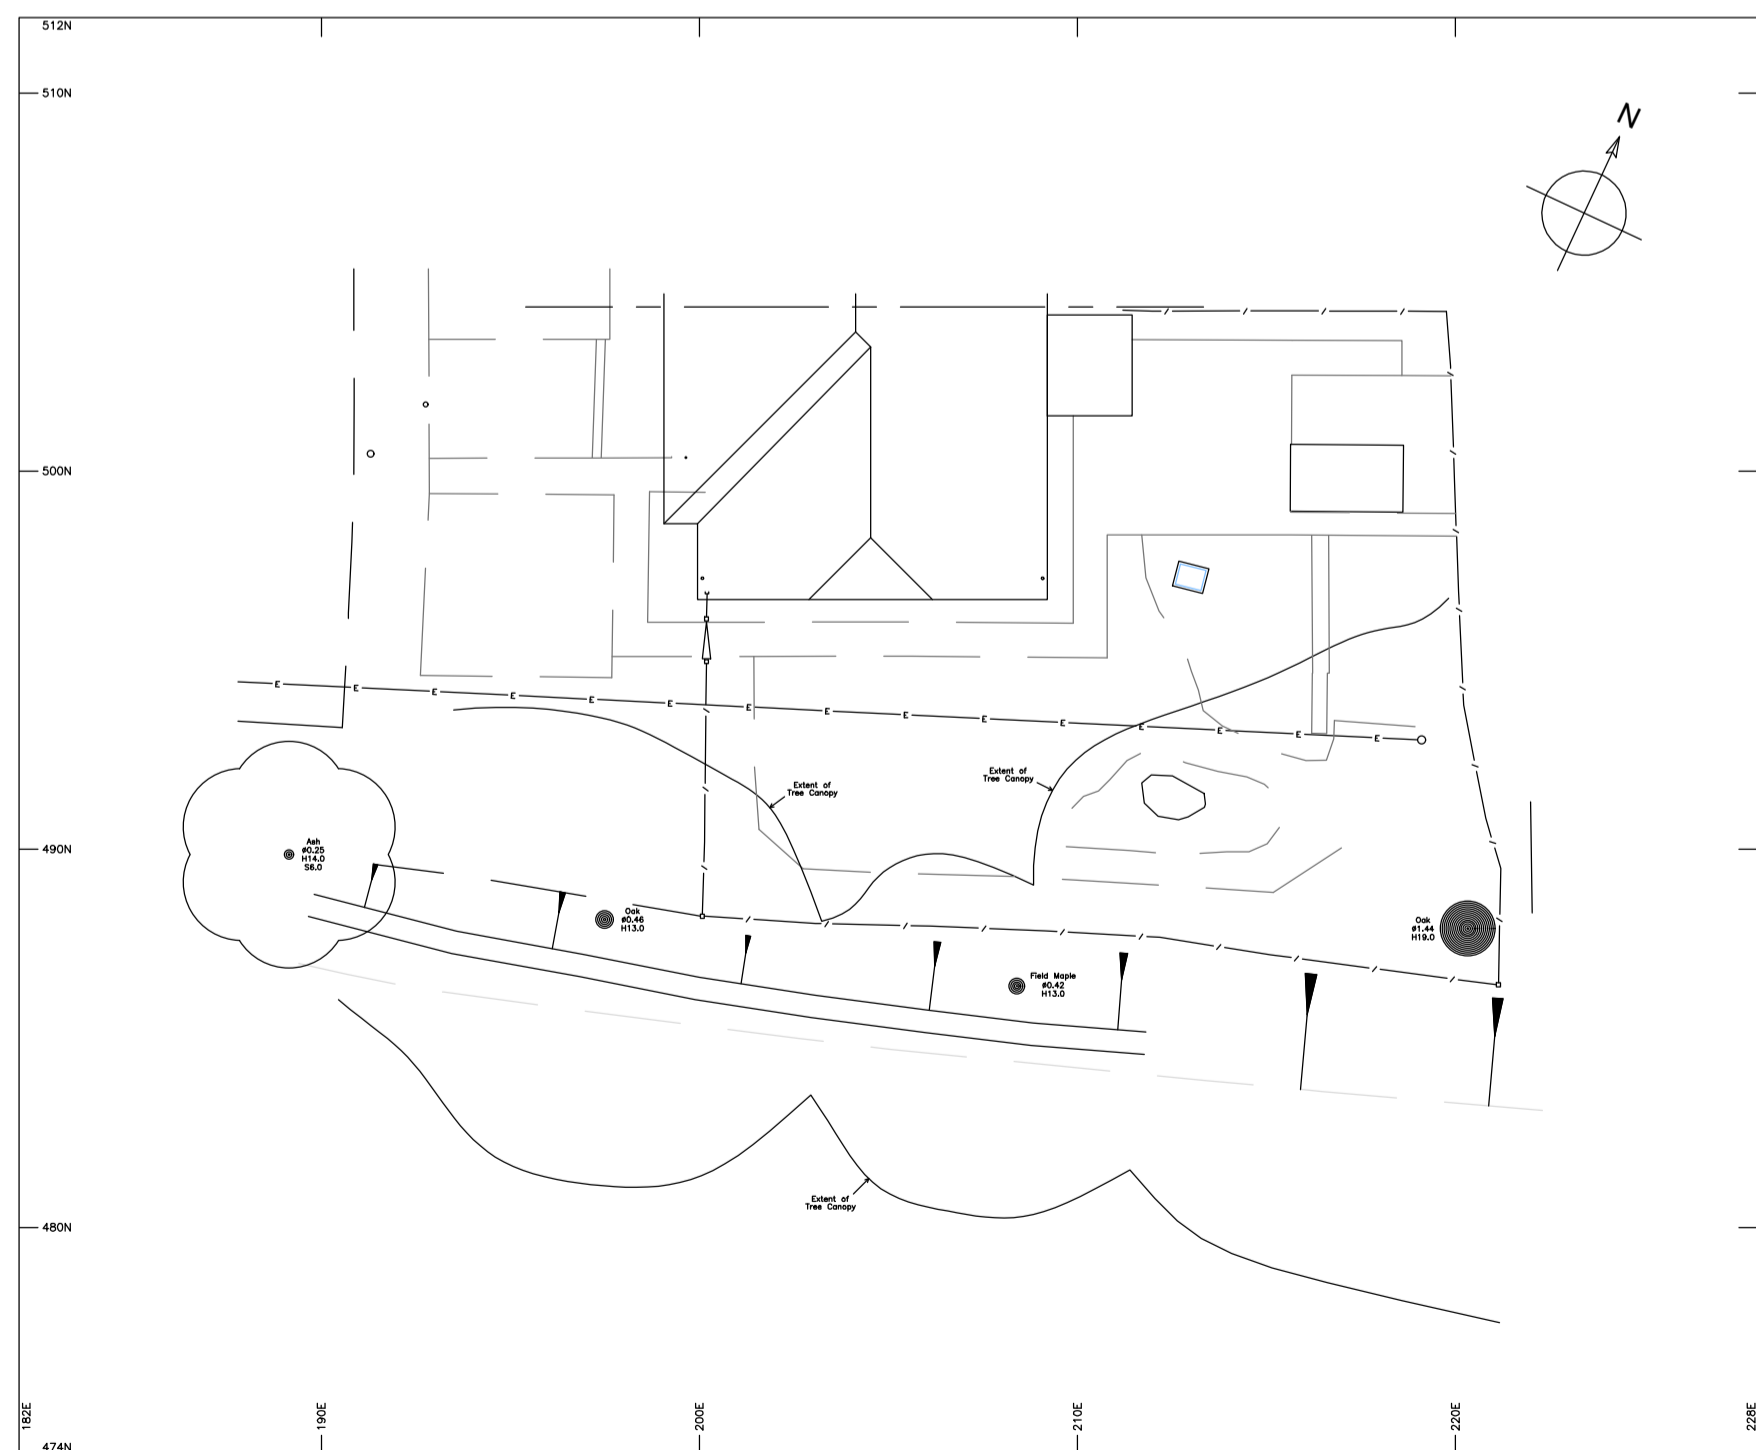 512N
510N
N
500N
E E E E E E E E E E E E E E E
Extent of
Tree Canopy
Extent of
Tree Canopy
490N
Ash
ø0.25
H14.0
S6.0
Oak
ø0.46
H13.0
Oak
ø1.44
H19.0
Field Maple
ø0.42
H13.0
Extent of
Tree Canopy
480N
182E
190E
200E
210E
220E
228E
474N